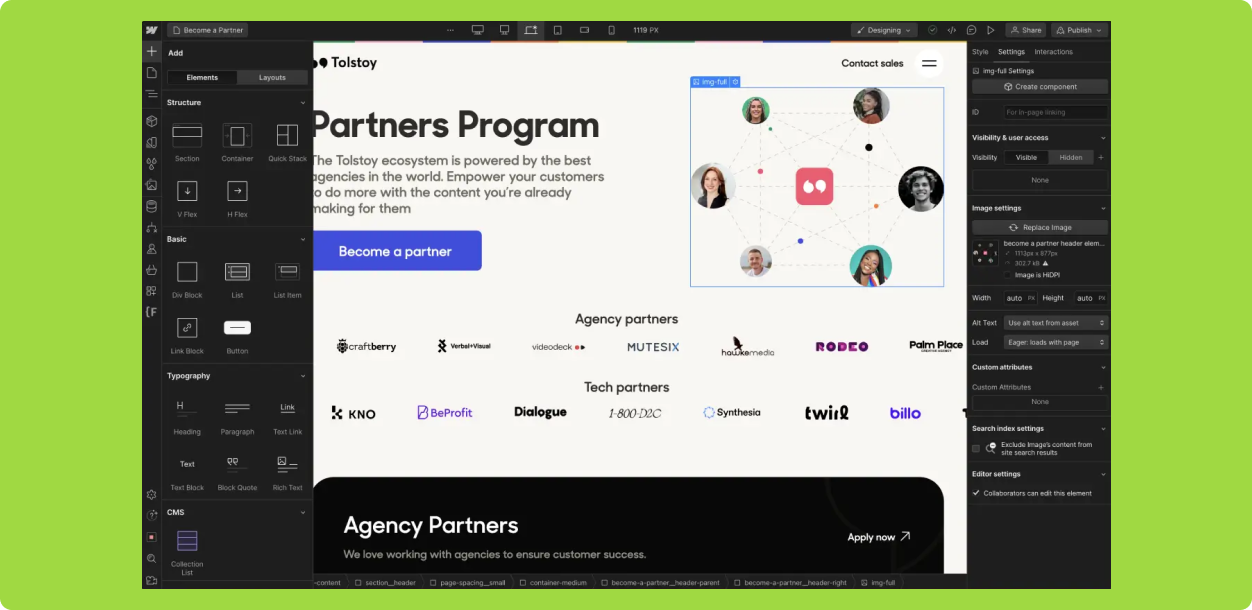 Become a Partner
1119 PX
Designing
Share
Publish
Add
Elements
Layouts
Structure
Section
Container
Quick Stack
V Flex
H Flex
Basic
Div Block
List
List Item
Link Block
Button
Typography
H
Link
Heading
Paragraph
Text Link
Text
Text Block
Block Quote
Rich Text
CMS
Collection
List
Tolstoy
Contact sales
img-full
Partners Program
The Tolstoy ecosystem is powered by the best
agencies in the world. Empower your customers
to do more with the content you're already
making for them
Become a partner
Agency partners
craftberry
Verbal+Visual
videodeck
MUTESIX
hawkemedia
RODEO
Palm Place
CREATIVE AGENCY
Tech partners
KNO
BeProfit
Dialogue
1-800-D2C
Synthesia
twirl
billo
Agency Partners
We love working with agencies to ensure customer success.
Apply now
-content
section__header
page-spacing__small
container-medium
become-a-partner__header-parent
become-a-partner__header-right
img-full
Style
Settings
Interactions
img-full Settings
Create component
ID
For in-page linking
Visibility & user access
Visibility
Visible
Hidden
None
Image settings
Replace Image
become a partner header elem...
1113px x 877px
302.7 kB
Image is HiDPI
Width
auto PX
Height
auto PX
Alt Text
Use alt text from asset
Load
Eager: loads with page
Custom attributes
Custom Attributes
None
Search index settings
Exclude Image's content from
site search results
Editor settings
Collaborators can edit this element